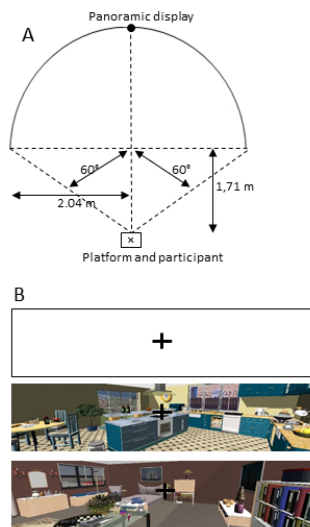 Panoramic display
A
60°
60°
2.04 m
1,71 m
×
Platform and participant
B